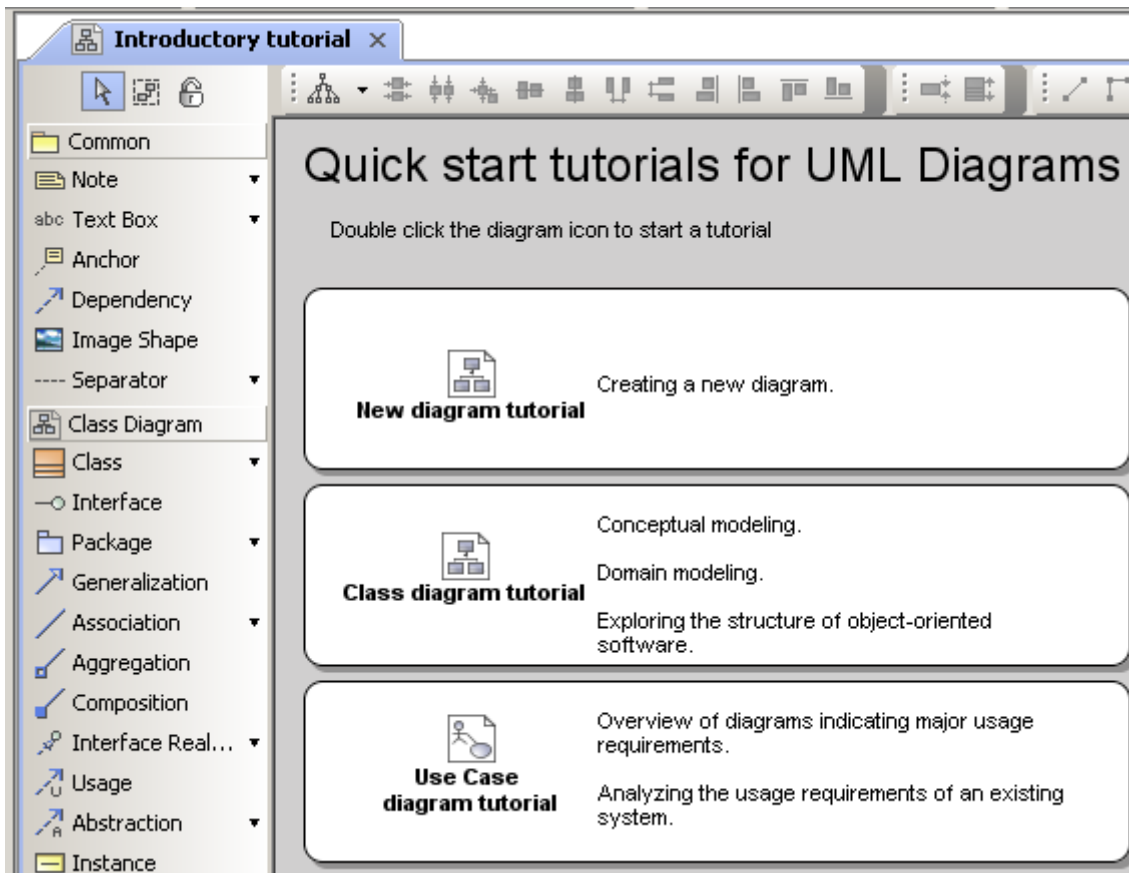 Introductory tutorial
Common
Note
abc Text Box
Anchor
Dependency
Image Shape
Separator
Class Diagram
Class
Interface
Package
Generalization
Association
Aggregation
Composition
Interface Real...
Usage
Abstraction
Instance
Quick start tutorials for UML Diagrams
Double click the diagram icon to start a tutorial
New diagram tutorial
Creating a new diagram.
Class diagram tutorial
Conceptual modeling.
Domain modeling.
Exploring the structure of object-oriented
software.
Use Case
diagram tutorial
Overview of diagrams indicating major usage
requirements.
Analyzing the usage requirements of an existing
system.